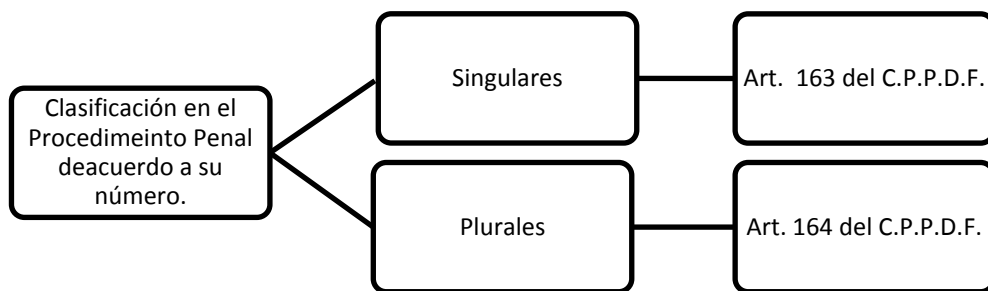 Clasificación en el
Procedimeinto Penal
deacuerdo a su
número.
Singulares
Art. 163 del C.P.P.D.F.
Plurales
Art. 164 del C.P.P.D.F.